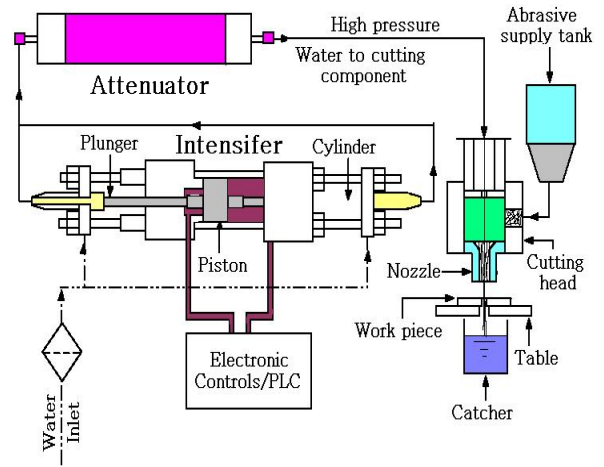 High pressure
Water to cutting
component
Abrasive
supply tank
Attenuator
Plunger
Intensifer
Cylinder
Piston
Nozzle
Cutting
head
Work piece
Table
Electronic
Controls/PLC
Catcher
Water
Inlet